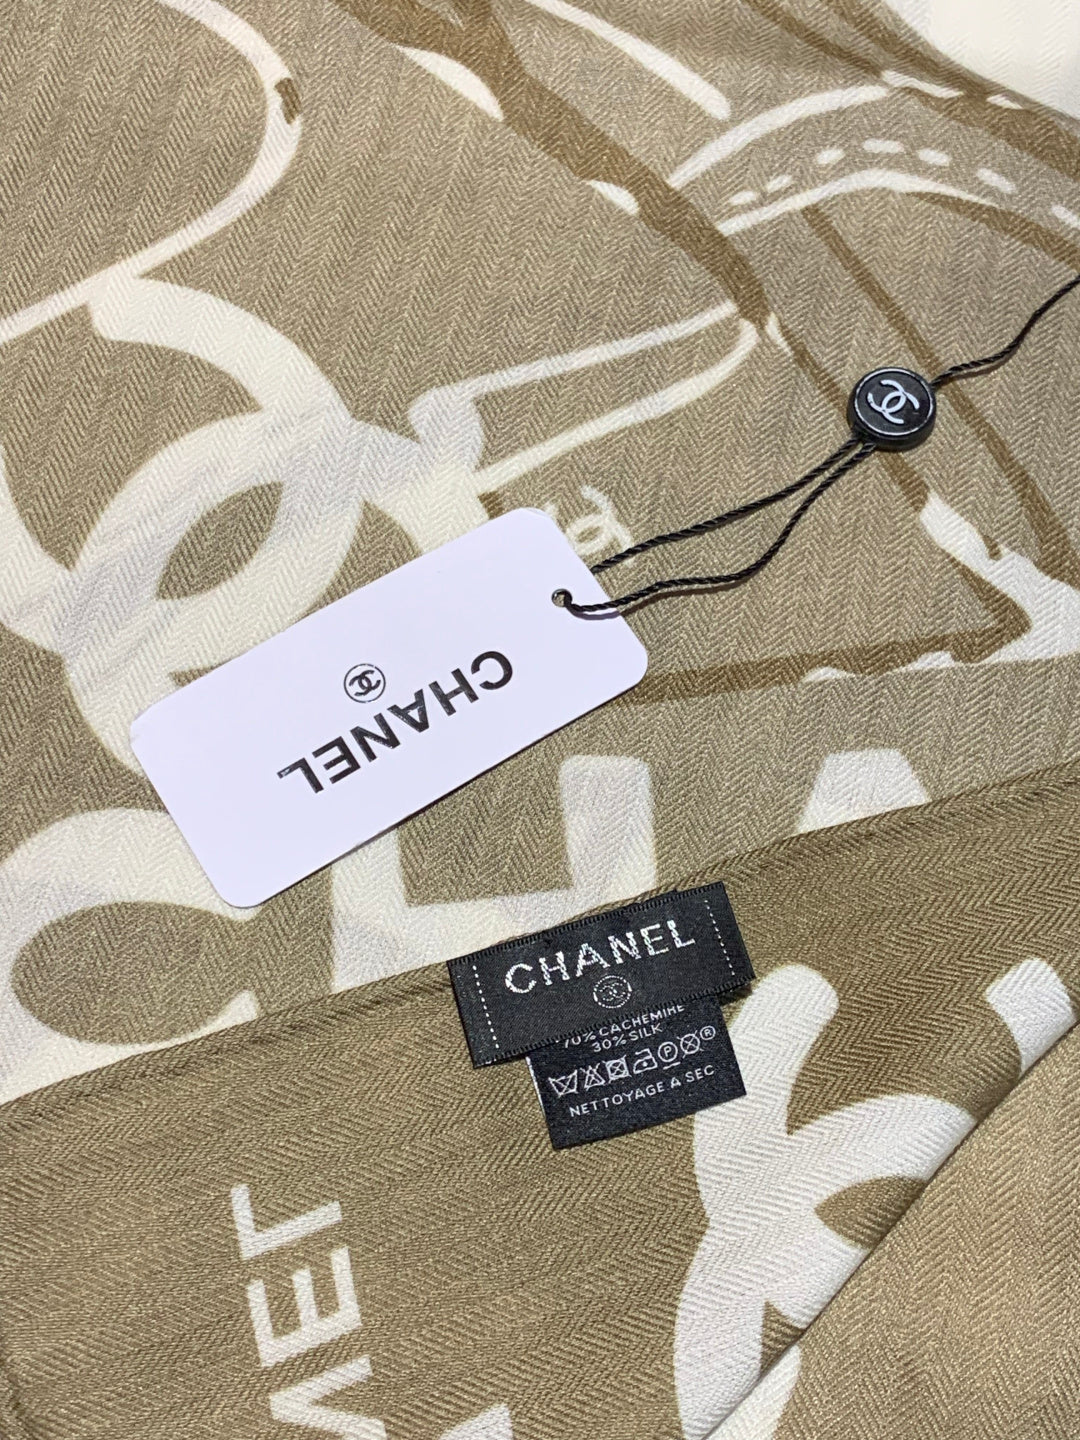 CHANEL
CHANEL
70% CACHEMIRE
30% SILK
NETTOYAGE A SEC